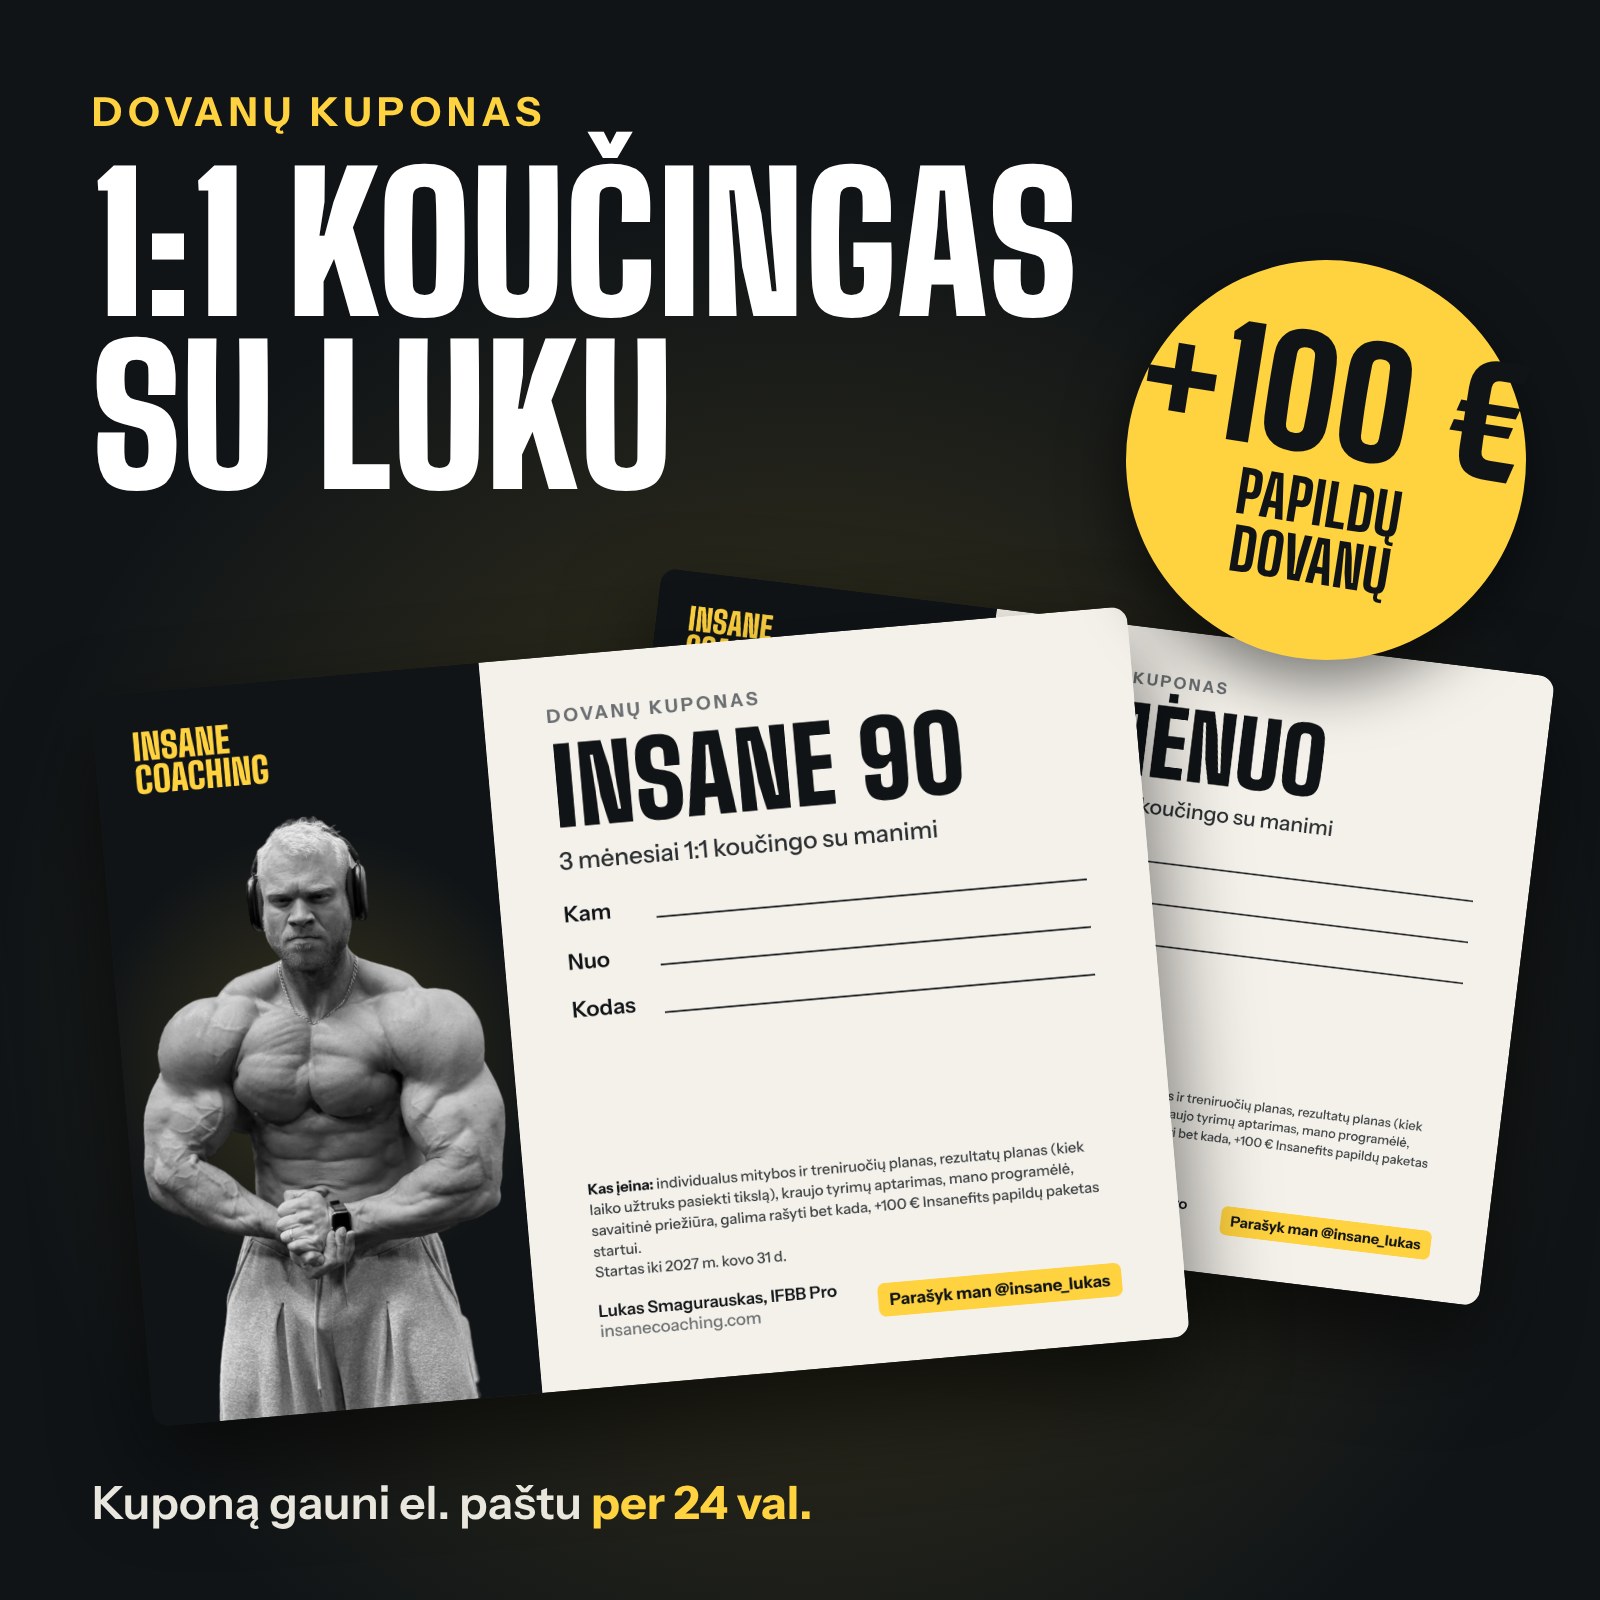 DOVANŲ KUPONAS
1:1 KOUČINGAS
SU LUKU
+100 €
PAPILDŲ
DOVANŲ
INSANE
COACHING
DOVANŲ KUPONAS
INSANE 90
3 mėnesiai 1:1 koučingo su manimi
Kam
Nuo
Kodas
Kas įeina: individualus mitybos ir treniruočių planas, rezultatų planas (kiek
laiko užtruks pasiekti tikslą), kraujo tyrimų aptarimas, mano programėlė,
savaitinė priežiūra, galima rašyti bet kada, +100 € Insanefits papildų paketas
startui.
Startas iki 2027 m. kovo 31 d.
Lukas Smagurauskas, IFBB Pro
insanecoaching.com
Parašyk man @insane_lukas
INSANE
KUPONAS
MĖNUO
koučingo su manimi
ir treniruočių planas, rezultatų planas (kiek
tyrimų aptarimas, mano programėlė,
bet kada, +100 € Insanefits papildų paketas
Parašyk man @insane_lukas
Kuponą gauni el. paštu per 24 val.